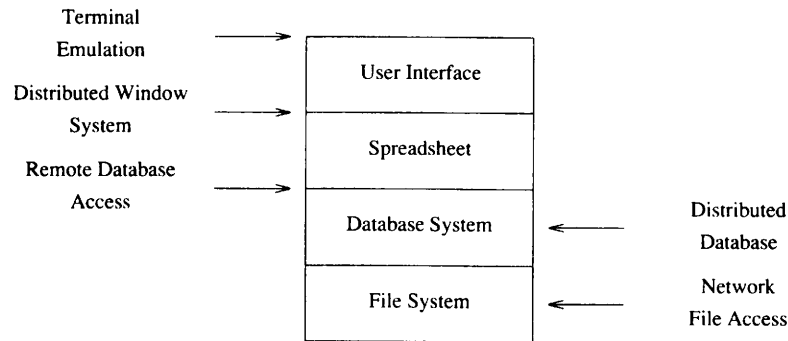 Terminal
Emulation
User Interface
Distributed Window
System
Spreadsheet
Remote Database
Access
Database System
Distributed
Database
File System
Network
File Access